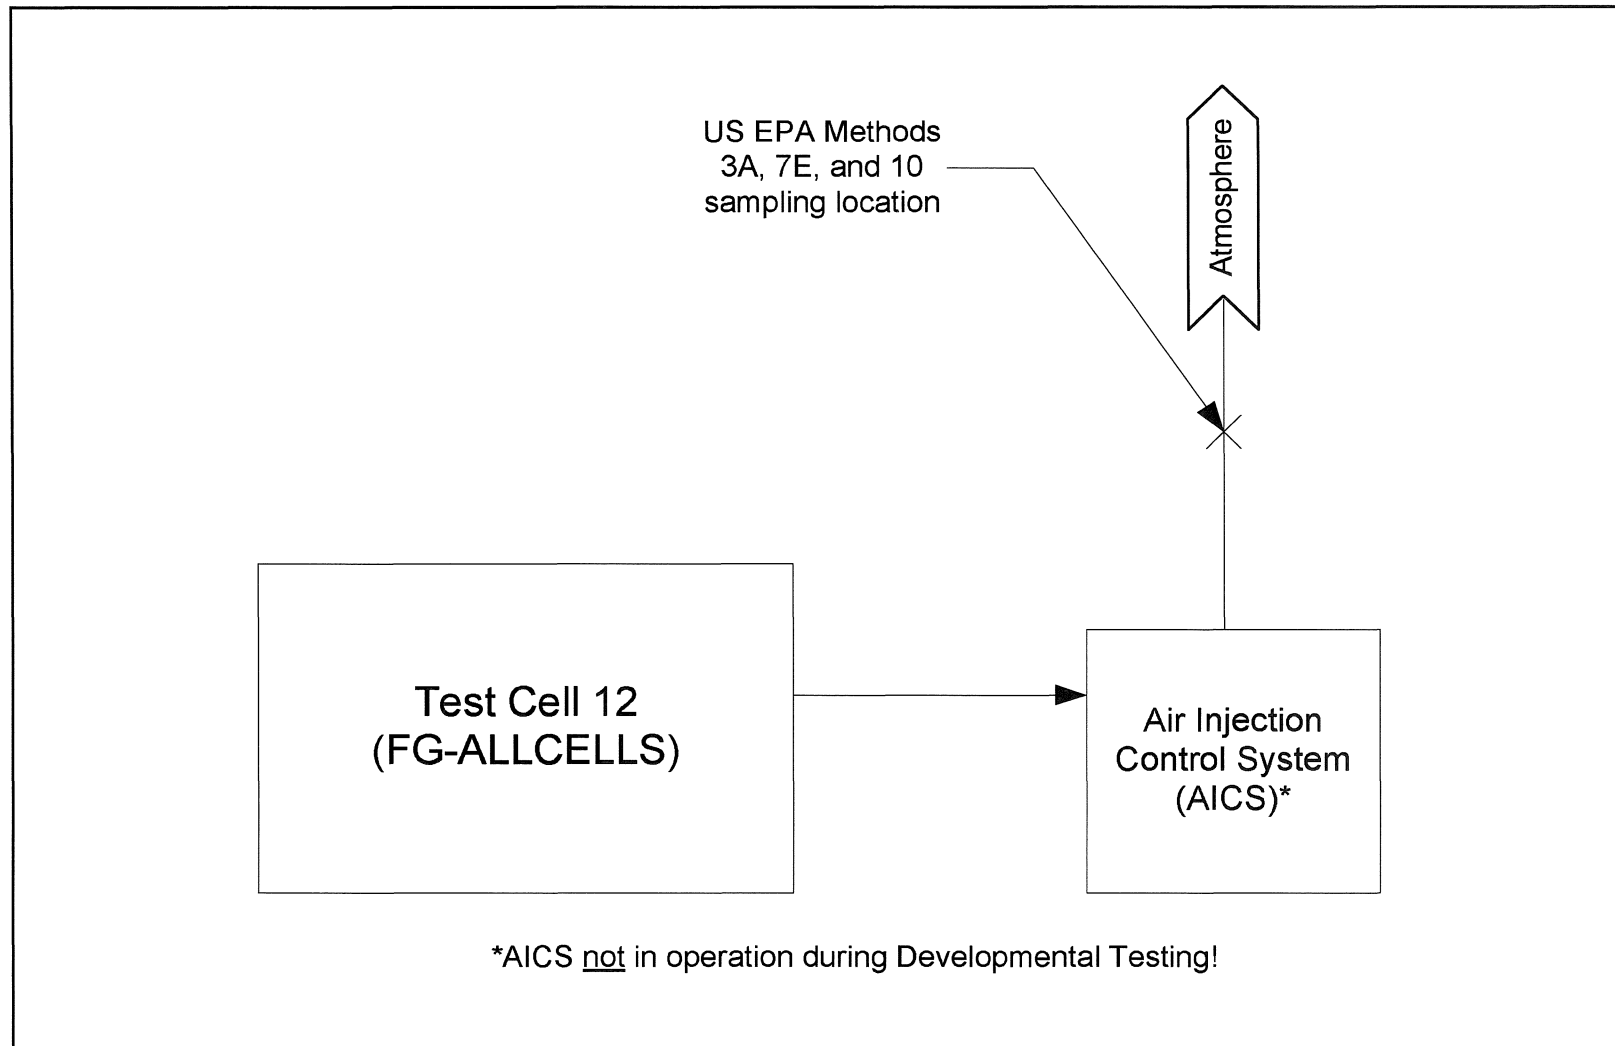 US EPA Methods
3A, 7E, and 10
sampling location
Atmosphere
Test Cell 12
(FG-ALLCELLS)
Air Injection
Control System
(AICS)*
*AICS not in operation during Developmental Testing!